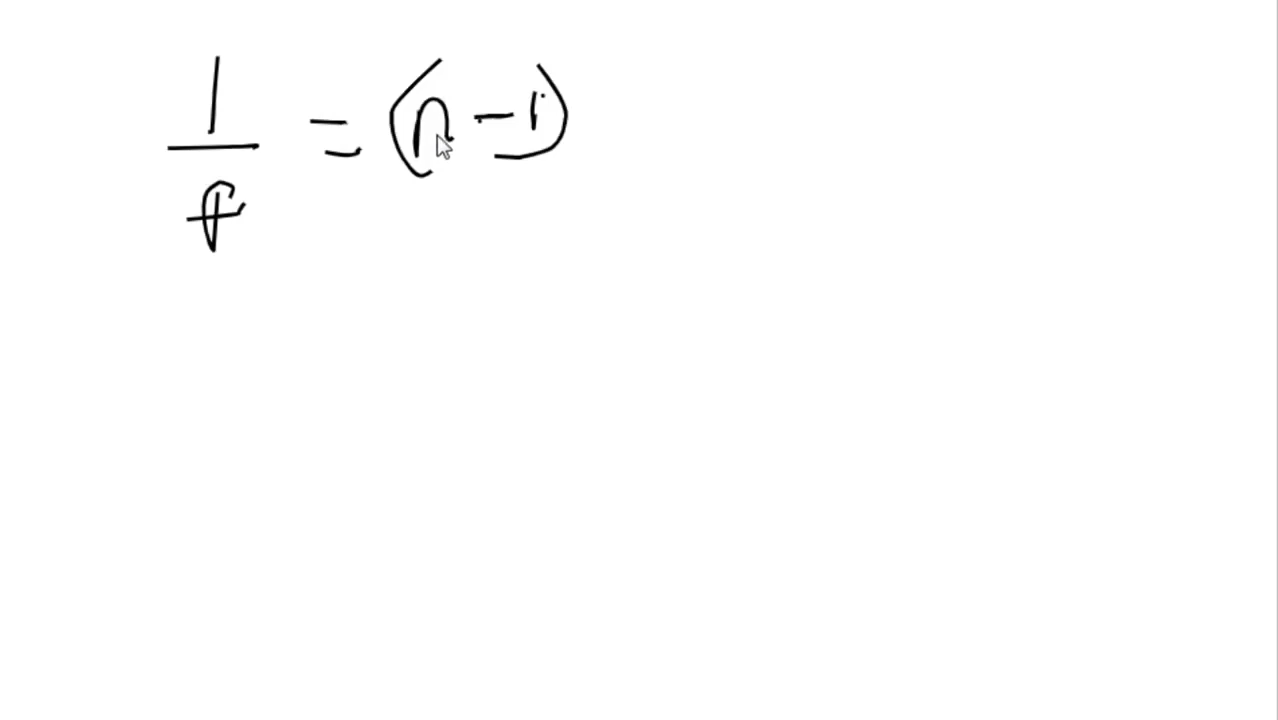 1/f = (n - 1)